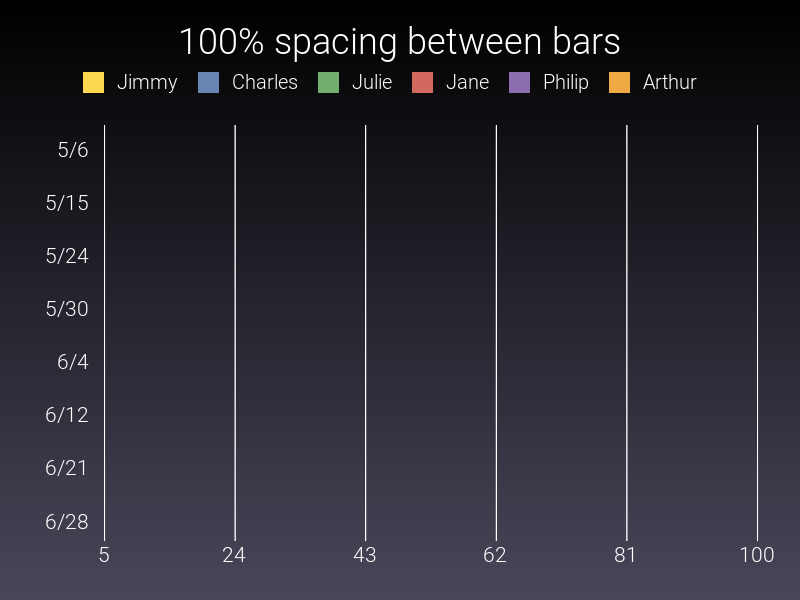 100% spacing between bars
Jimmy Charles Julie Jane Philip Arthur
5/6
5/15
5/24
5/30
6/4
6/12
6/21
6/28
5 24 43 62 81 100